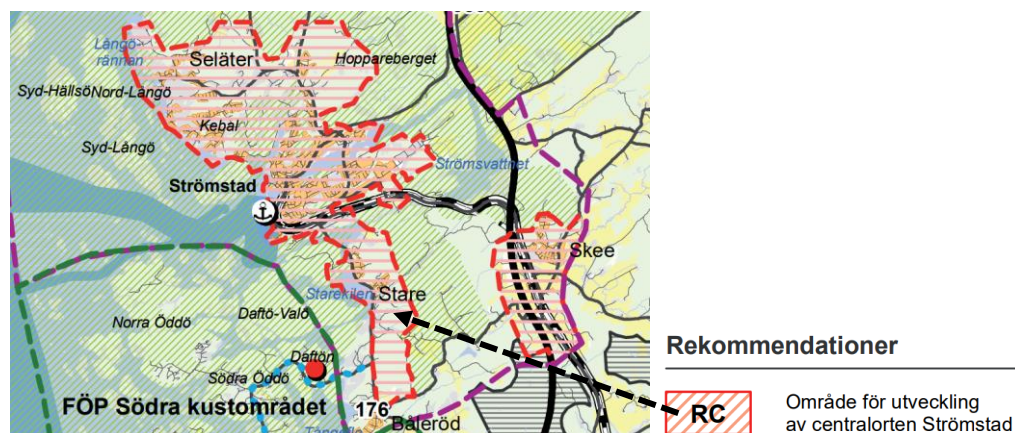 Långö-
rännan
Seläter
Hoppareberget
Syd-Hällsö
Nord-Långö
Kebal
Syd-Långö
Strömsvattnet
Strömstad
Skee
Starekilen
Stare
Norra Öddö
Daftö-Valö
Daftön
Södra Öddö
FÖP Södra kustområdet
176
Båleröd
Rekommendationer
RC
Område för utveckling
av centralorten Strömstad